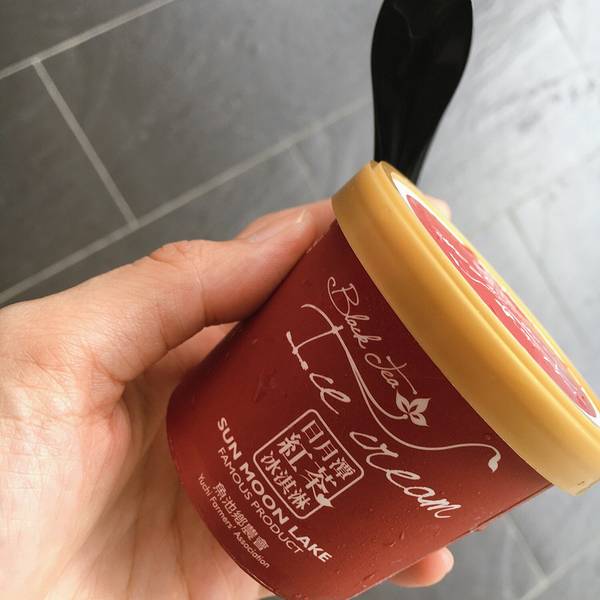 Black Tea
Ice cream
日月潭
紅茶
冰淇淋
SUN MOON LAKE
FAMOUS PRODUCT
魚池鄉農會
Yuchi Farmers' Association